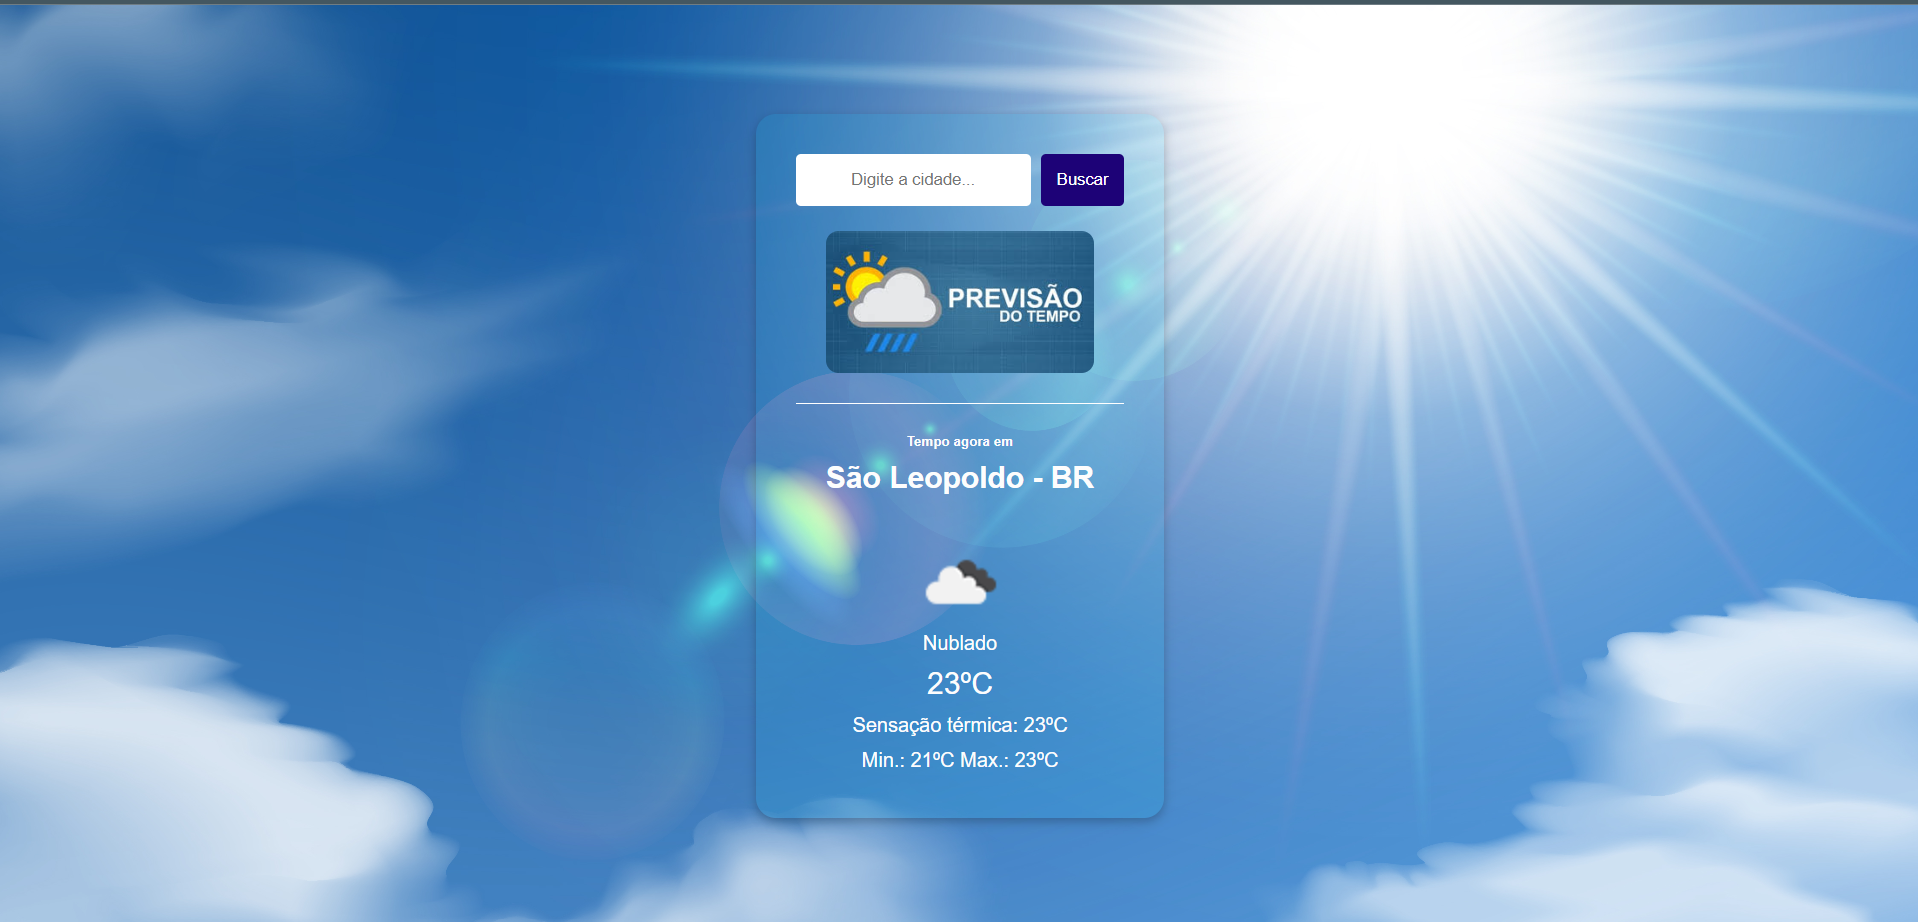 Digite a cidade...
Buscar
PREVISÃO
DO TEMPO
Tempo agora em
São Leopoldo - BR
Nublado
23ºC
Sensação térmica: 23ºC
Min.: 21ºC Max.: 23ºC